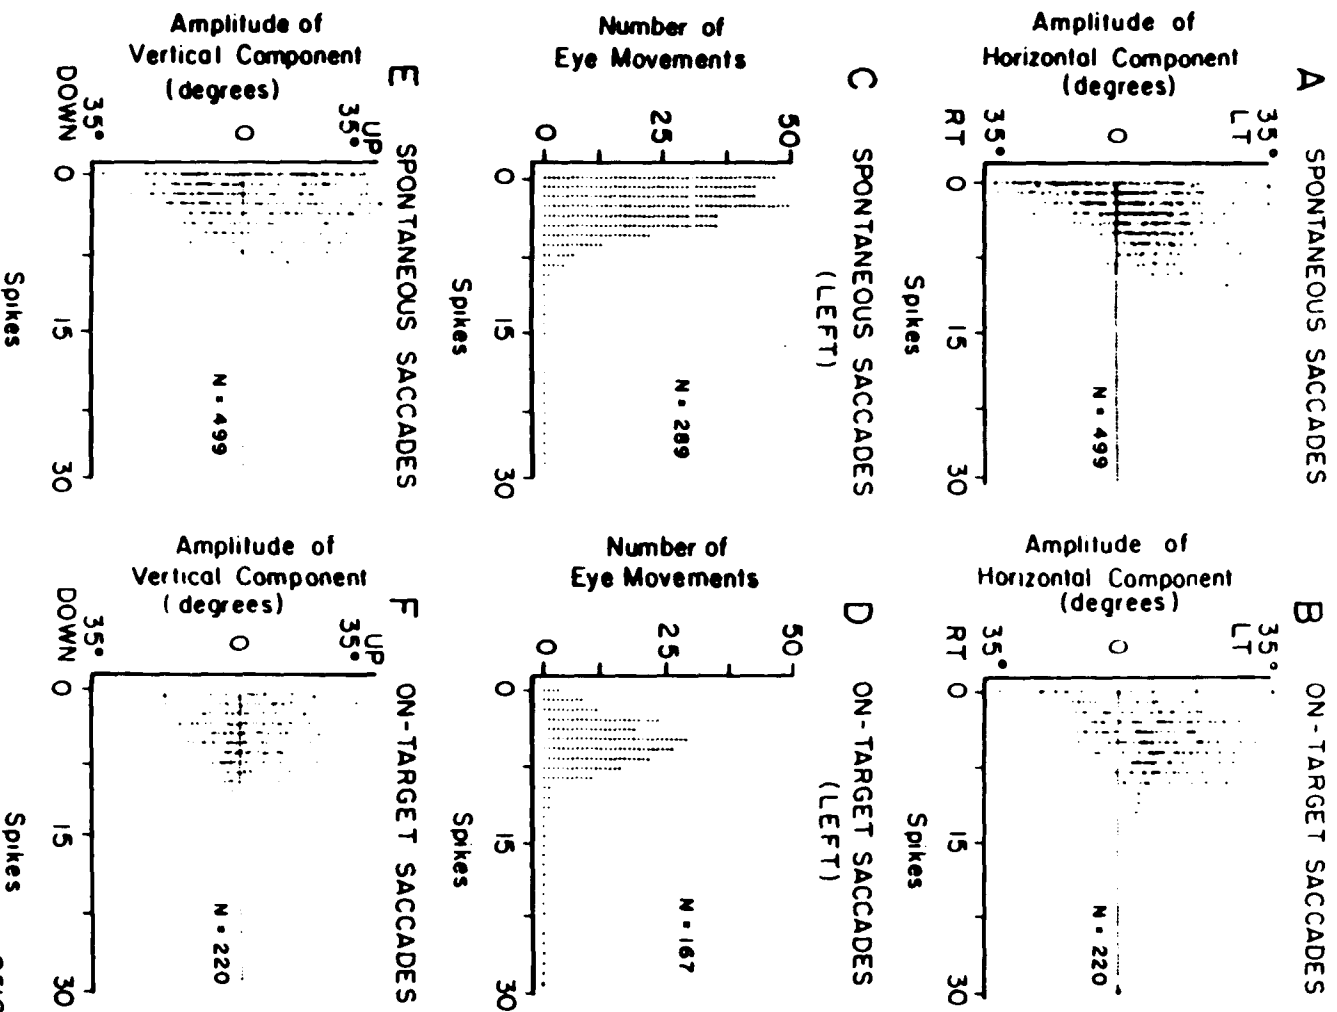 A
SPONTANEOUS SACCADES
Amplitude of
Horizontal Component
(degrees)
35°
LT
0
35°
RT
0
15
30
Spikes
N = 499
B
ON-TARGET SACCADES
Amplitude of
Horizontal Component
(degrees)
35°
LT
0
35°
RT
0
15
30
Spikes
N = 220
C
SPONTANEOUS SACCADES
(LEFT)
Number of
Eye Movements
50
25
0
0
15
30
Spikes
N = 289
D
ON-TARGET SACCADES
(LEFT)
Number of
Eye Movements
50
25
0
0
15
30
Spikes
N = 167
E
SPONTANEOUS SACCADES
Amplitude of
Vertical Component
(degrees)
UP
35°
0
35°
DOWN
0
15
30
Spikes
N = 499
F
ON-TARGET SACCADES
Amplitude of
Vertical Component
(degrees)
UP
35°
0
35°
DOWN
0
15
30
Spikes
N = 220